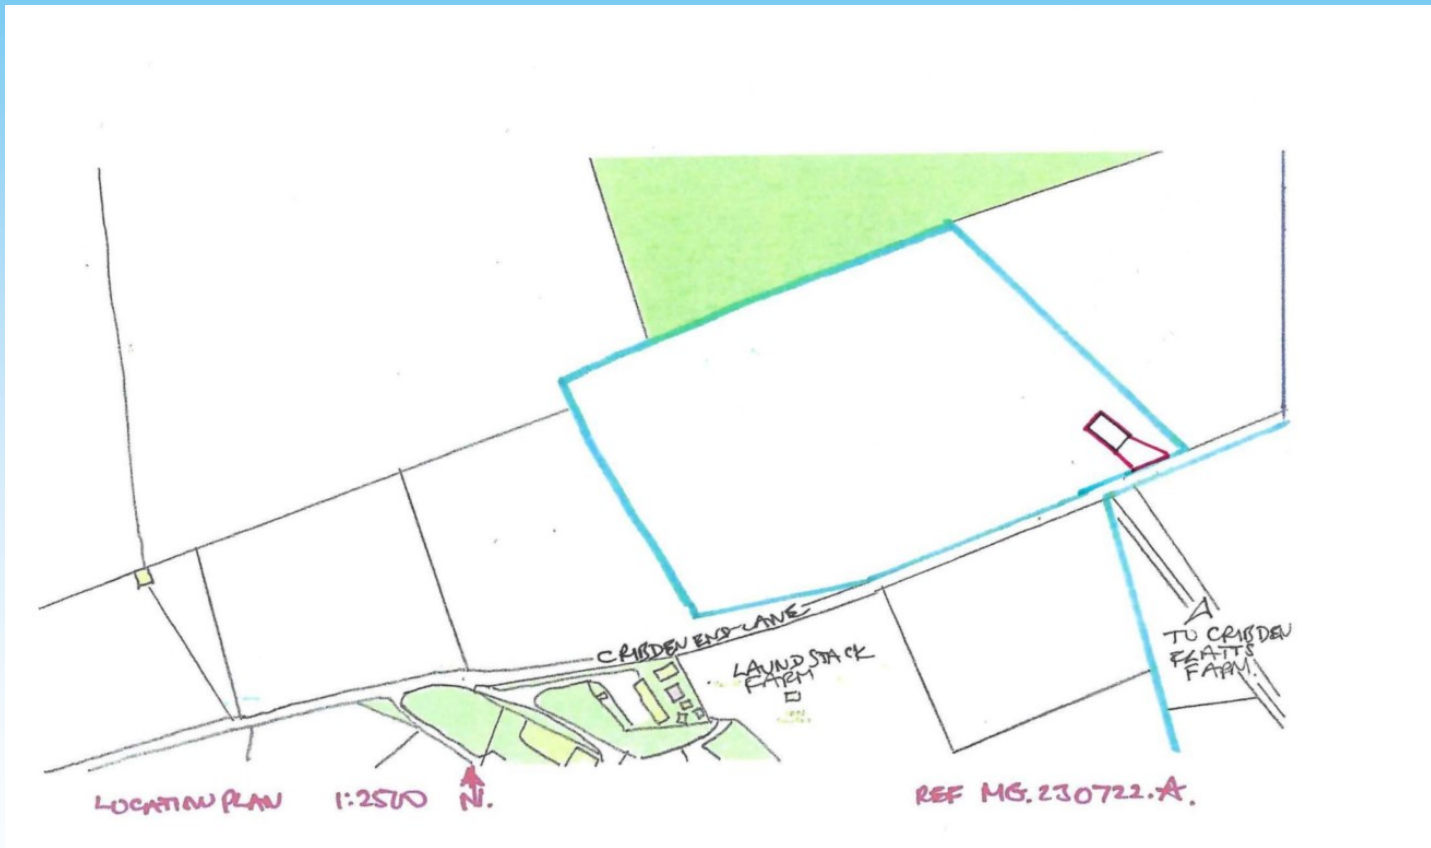 CRIBDEN END LANE
LAUND STACK
FARM
TO CRIBDEN
FLATTS
FARM.
LOCATION PLAN 1:2500 N.
REF MG.230722.A.